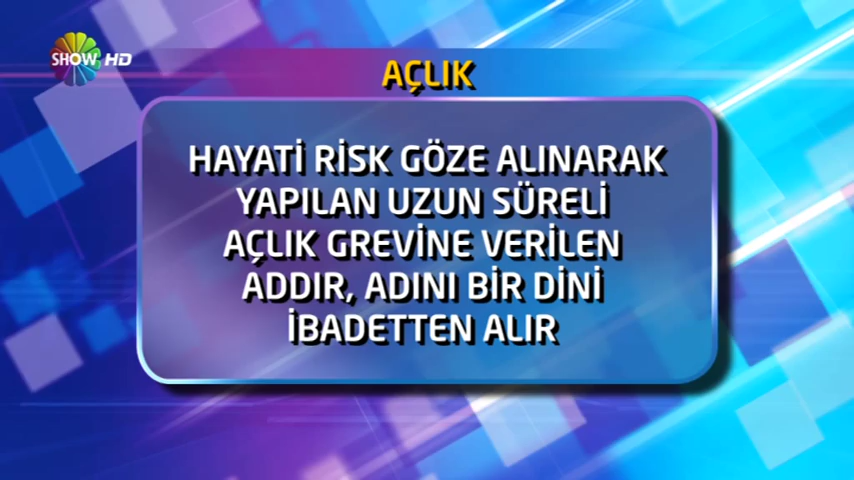 SHOW HD
AÇLIK
HAYATİ RİSK GÖZE ALINARAK
YAPILAN UZUN SÜRELİ
AÇLIK GREVİNE VERİLEN
ADDIR, ADINI BİR DİNİ
İBADETTEN ALIR